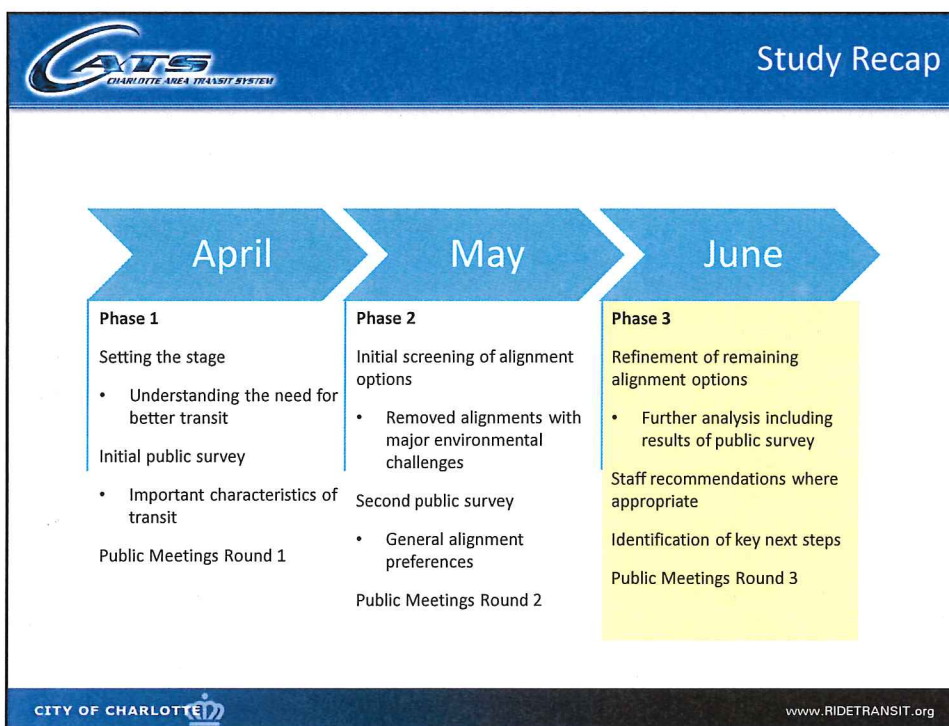 CATS
CHARLOTTE AREA TRANSIT SYSTEM
Study Recap
April
May
June
Phase 1
Setting the stage
• Understanding the need for
better transit
Initial public survey
• Important characteristics of
transit
Public Meetings Round 1
Phase 2
Initial screening of alignment
options
• Removed alignments with
major environmental
challenges
Second public survey
• General alignment
preferences
Public Meetings Round 2
Phase 3
Refinement of remaining
alignment options
• Further analysis including
results of public survey
Staff recommendations where
appropriate
Identification of key next steps
Public Meetings Round 3
CITY OF CHARLOTTE
www.RIDETRANSIT.org